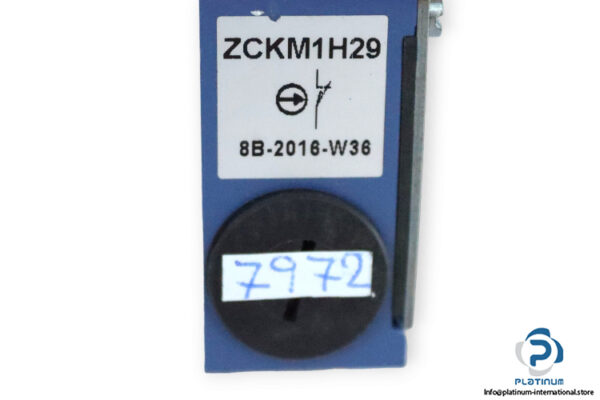 ZCKM1H29
8B-2016-W36
7972
PLATINUM
Info@platinum-international.store